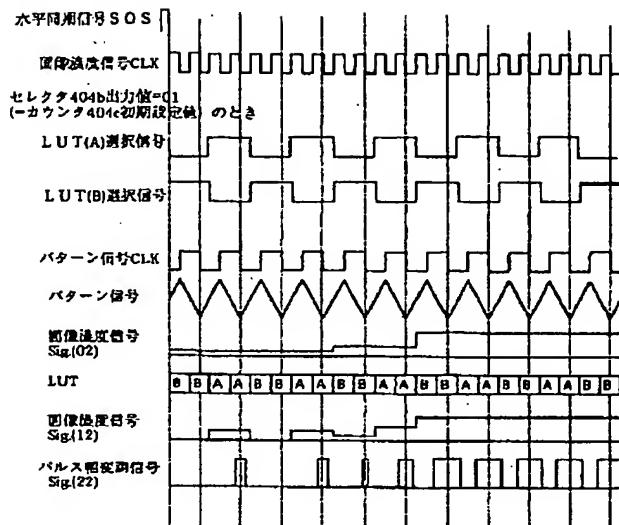 水平同期信号SOS
画像濃度信号CLK
セレクタ404b出力値=01
(=カウンタ404c初期設定値) のとき
LUT(A)選択信号
LUT(B)選択信号
パターン信号CLK
パターン信号
画像濃度信号
Sig.(02)
LUT B B A A B B A A B B A A B B A A B B A A B B
画像濃度信号
Sig.(12)
パルス幅変調信号
Sig.(22)